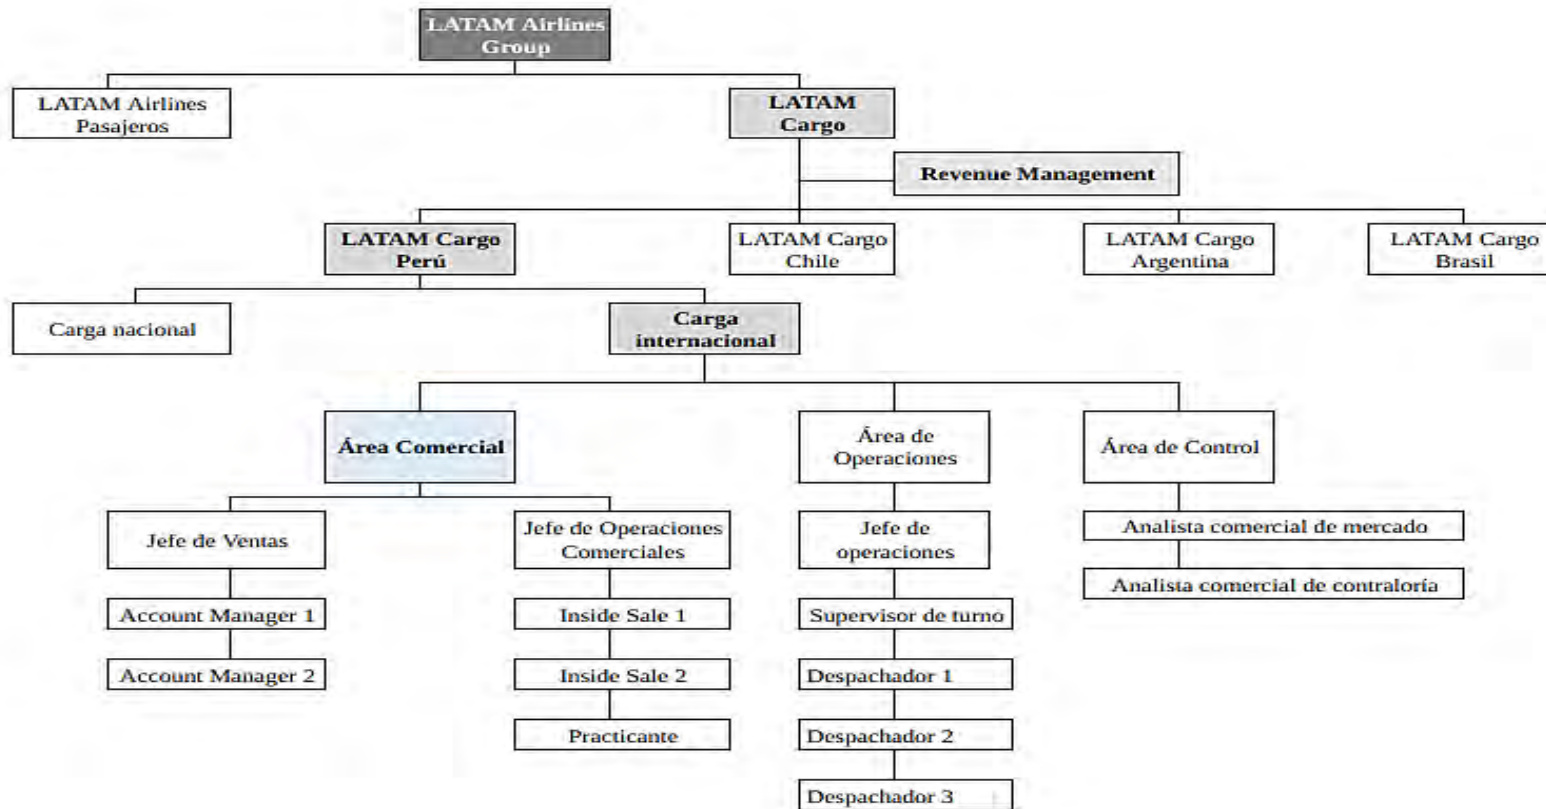 LATAM Airlines
Group
LATAM Airlines
Pasajeros
LATAM
Cargo
Revenue Management
LATAM Cargo
Perú
LATAM Cargo
Chile
LATAM Cargo
Argentina
LATAM Cargo
Brasil
Carga nacional
Carga
internacional
Área Comercial
Área de
Operaciones
Área de Control
Jefe de Ventas
Jefe de Operaciones
Comerciales
Jefe de
operaciones
Analista comercial de mercado
Analista comercial de contraloría
Account Manager 1
Inside Sale 1
Supervisor de turno
Account Manager 2
Inside Sale 2
Despachador 1
Practicante
Despachador 2
Despachador 3